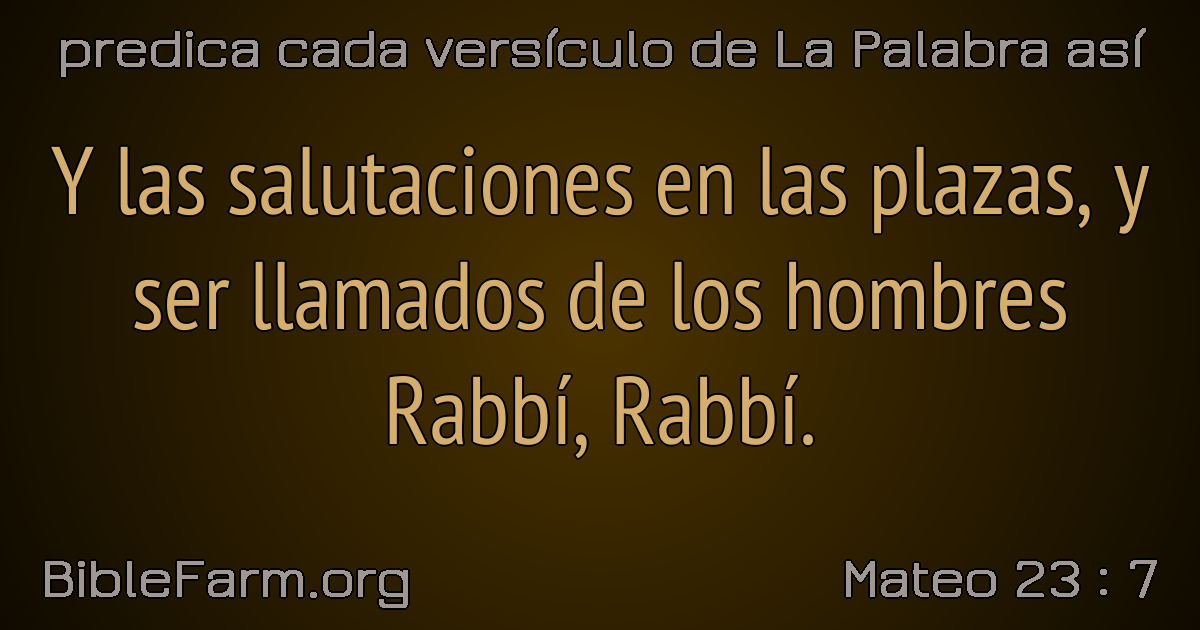 predica cada versículo de La Palabra así
Y las salutaciones en las plazas, y
ser llamados de los hombres
Rabbí, Rabbí.
BibleFarm.org
Mateo 23 : 7